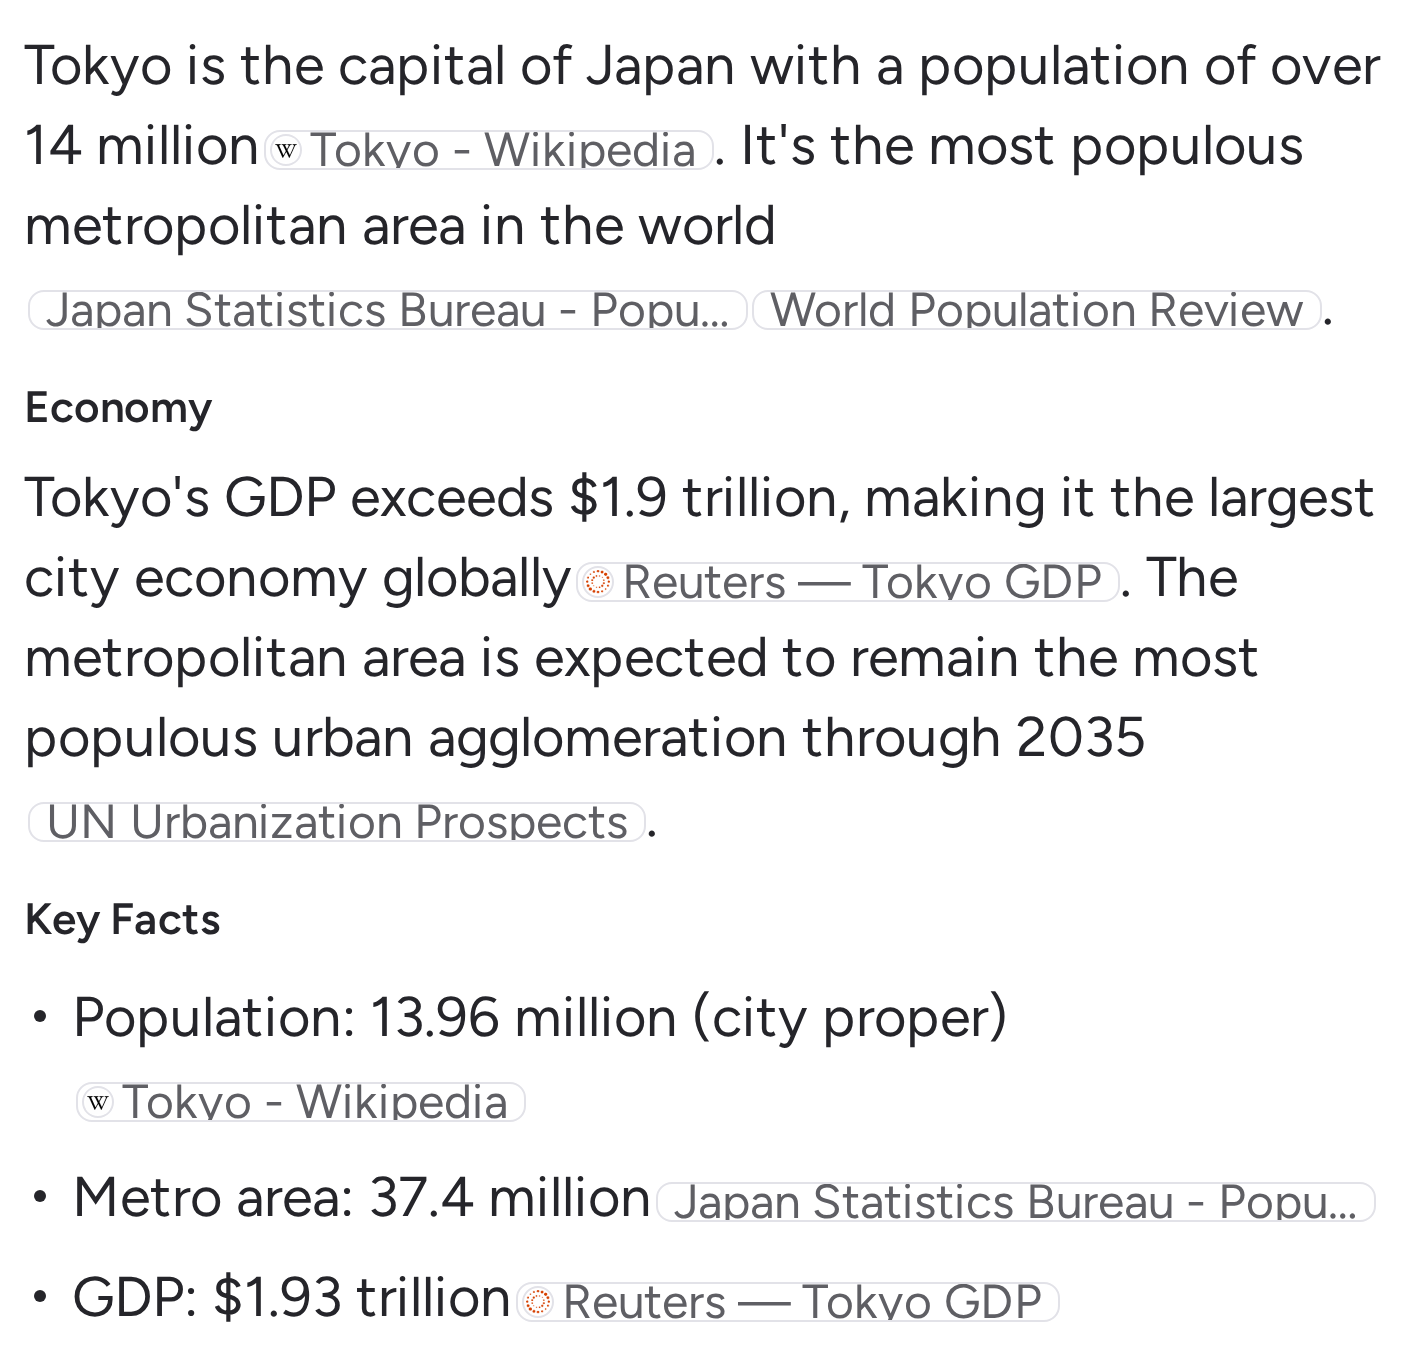 Tokyo is the capital of Japan with a population of over
14 million W Tokyo - Wikipedia. It's the most populous
metropolitan area in the world
Japan Statistics Bureau - Popu... World Population Review.
Economy
Tokyo's GDP exceeds $1.9 trillion, making it the largest
city economy globally Reuters — Tokyo GDP. The
metropolitan area is expected to remain the most
populous urban agglomeration through 2035
UN Urbanization Prospects.
Key Facts
• Population: 13.96 million (city proper)
W Tokyo - Wikipedia
• Metro area: 37.4 million Japan Statistics Bureau - Popu...
• GDP: $1.93 trillion Reuters — Tokyo GDP